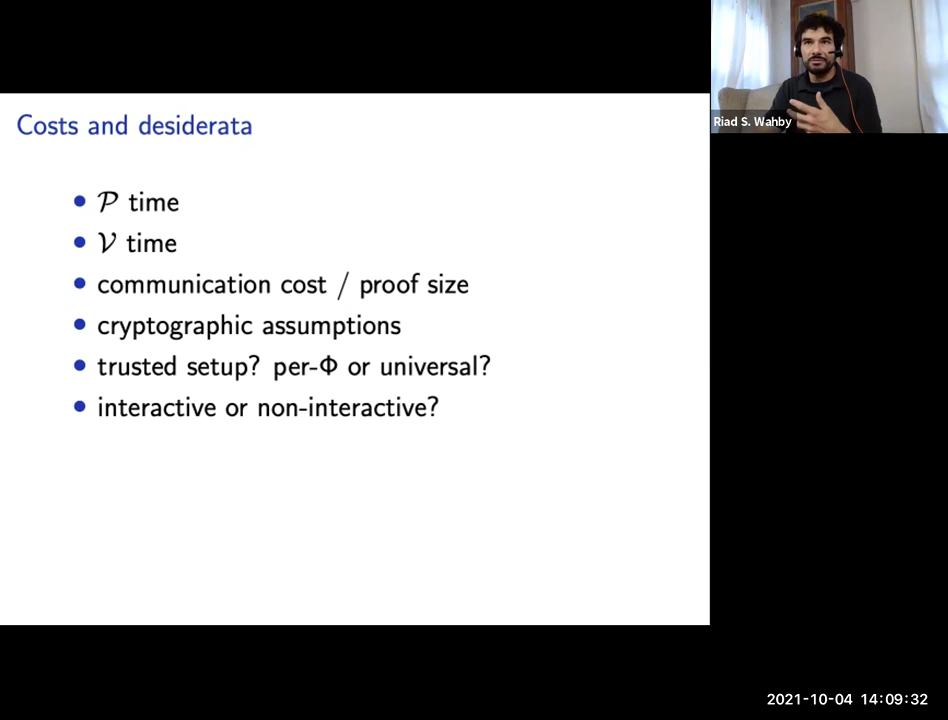 Costs and desiderata
Riad S. Wahby
• 𝒫 time
• 𝒱 time
• communication cost / proof size
• cryptographic assumptions
• trusted setup? per-Φ or universal?
• interactive or non-interactive?
2021-10-04 14:09:32